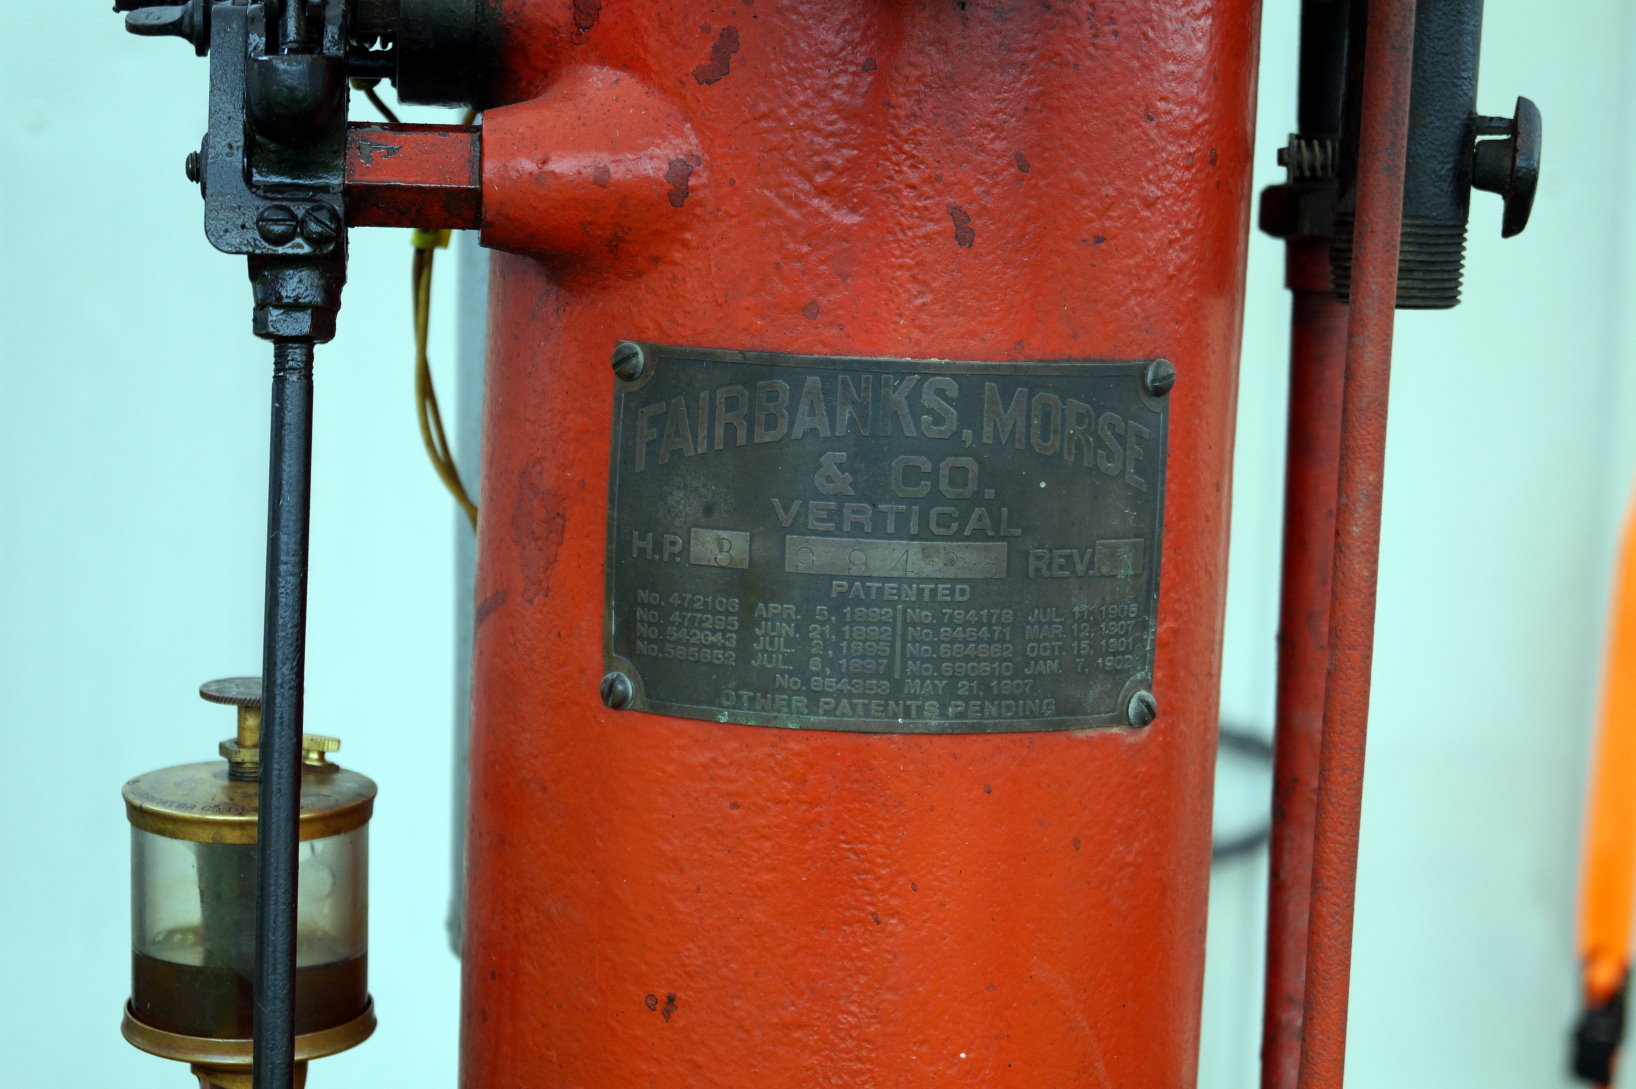 FAIRBANKS, MORSE
& CO.
VERTICAL
H.P. 3 REV.
PATENTED
No. 472106 APR. 5, 1892 No. 794178 JUL. 11, 1905
No. 477295 JUN. 21, 1892 No. 846471 MAR. 12, 1907
No. 542043 JUL. 2, 1895 No. 684662 OCT. 15, 1901
No. 585652 JUL. 6, 1897 No. 690610 JAN. 7, 1902
No. 854353 MAY 21, 1907
OTHER PATENTS PENDING